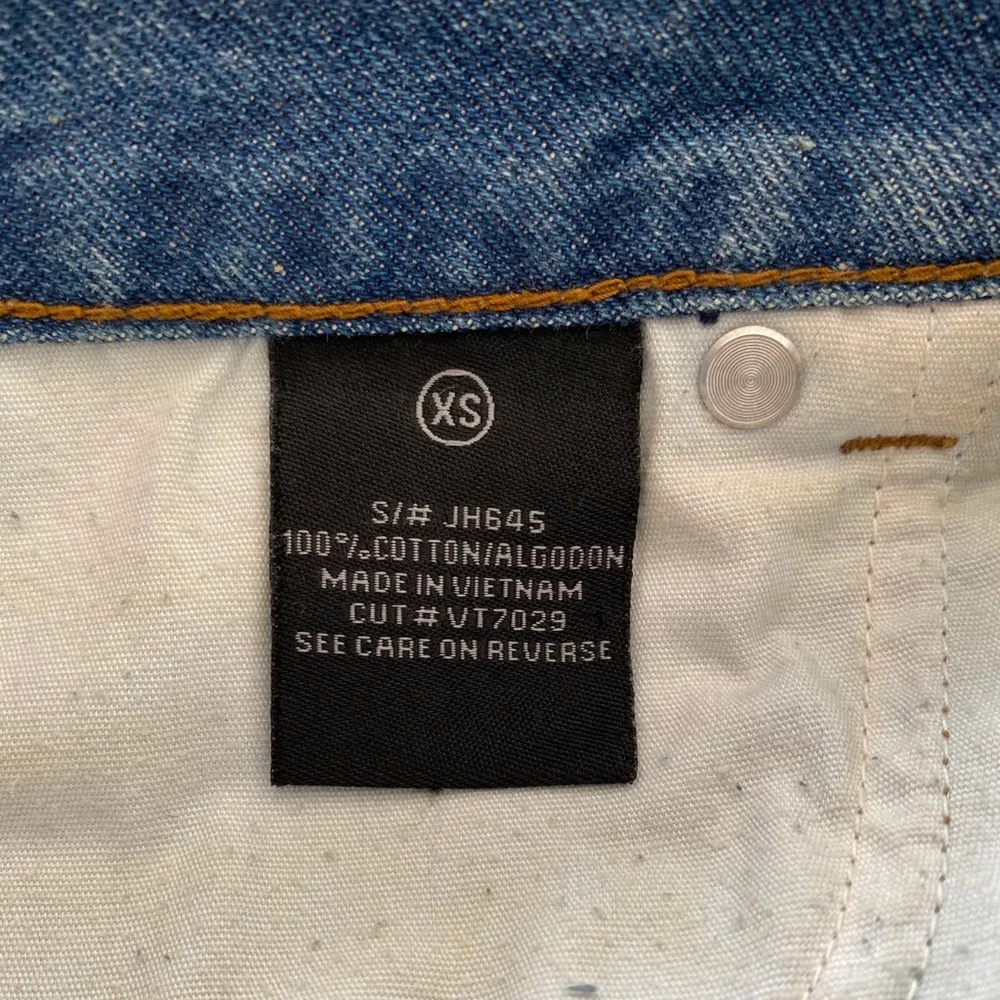 XS
S/# JH645
100% COTTON/ALGODON
MADE IN VIETNAM
CUT # VT7029
SEE CARE ON REVERSE